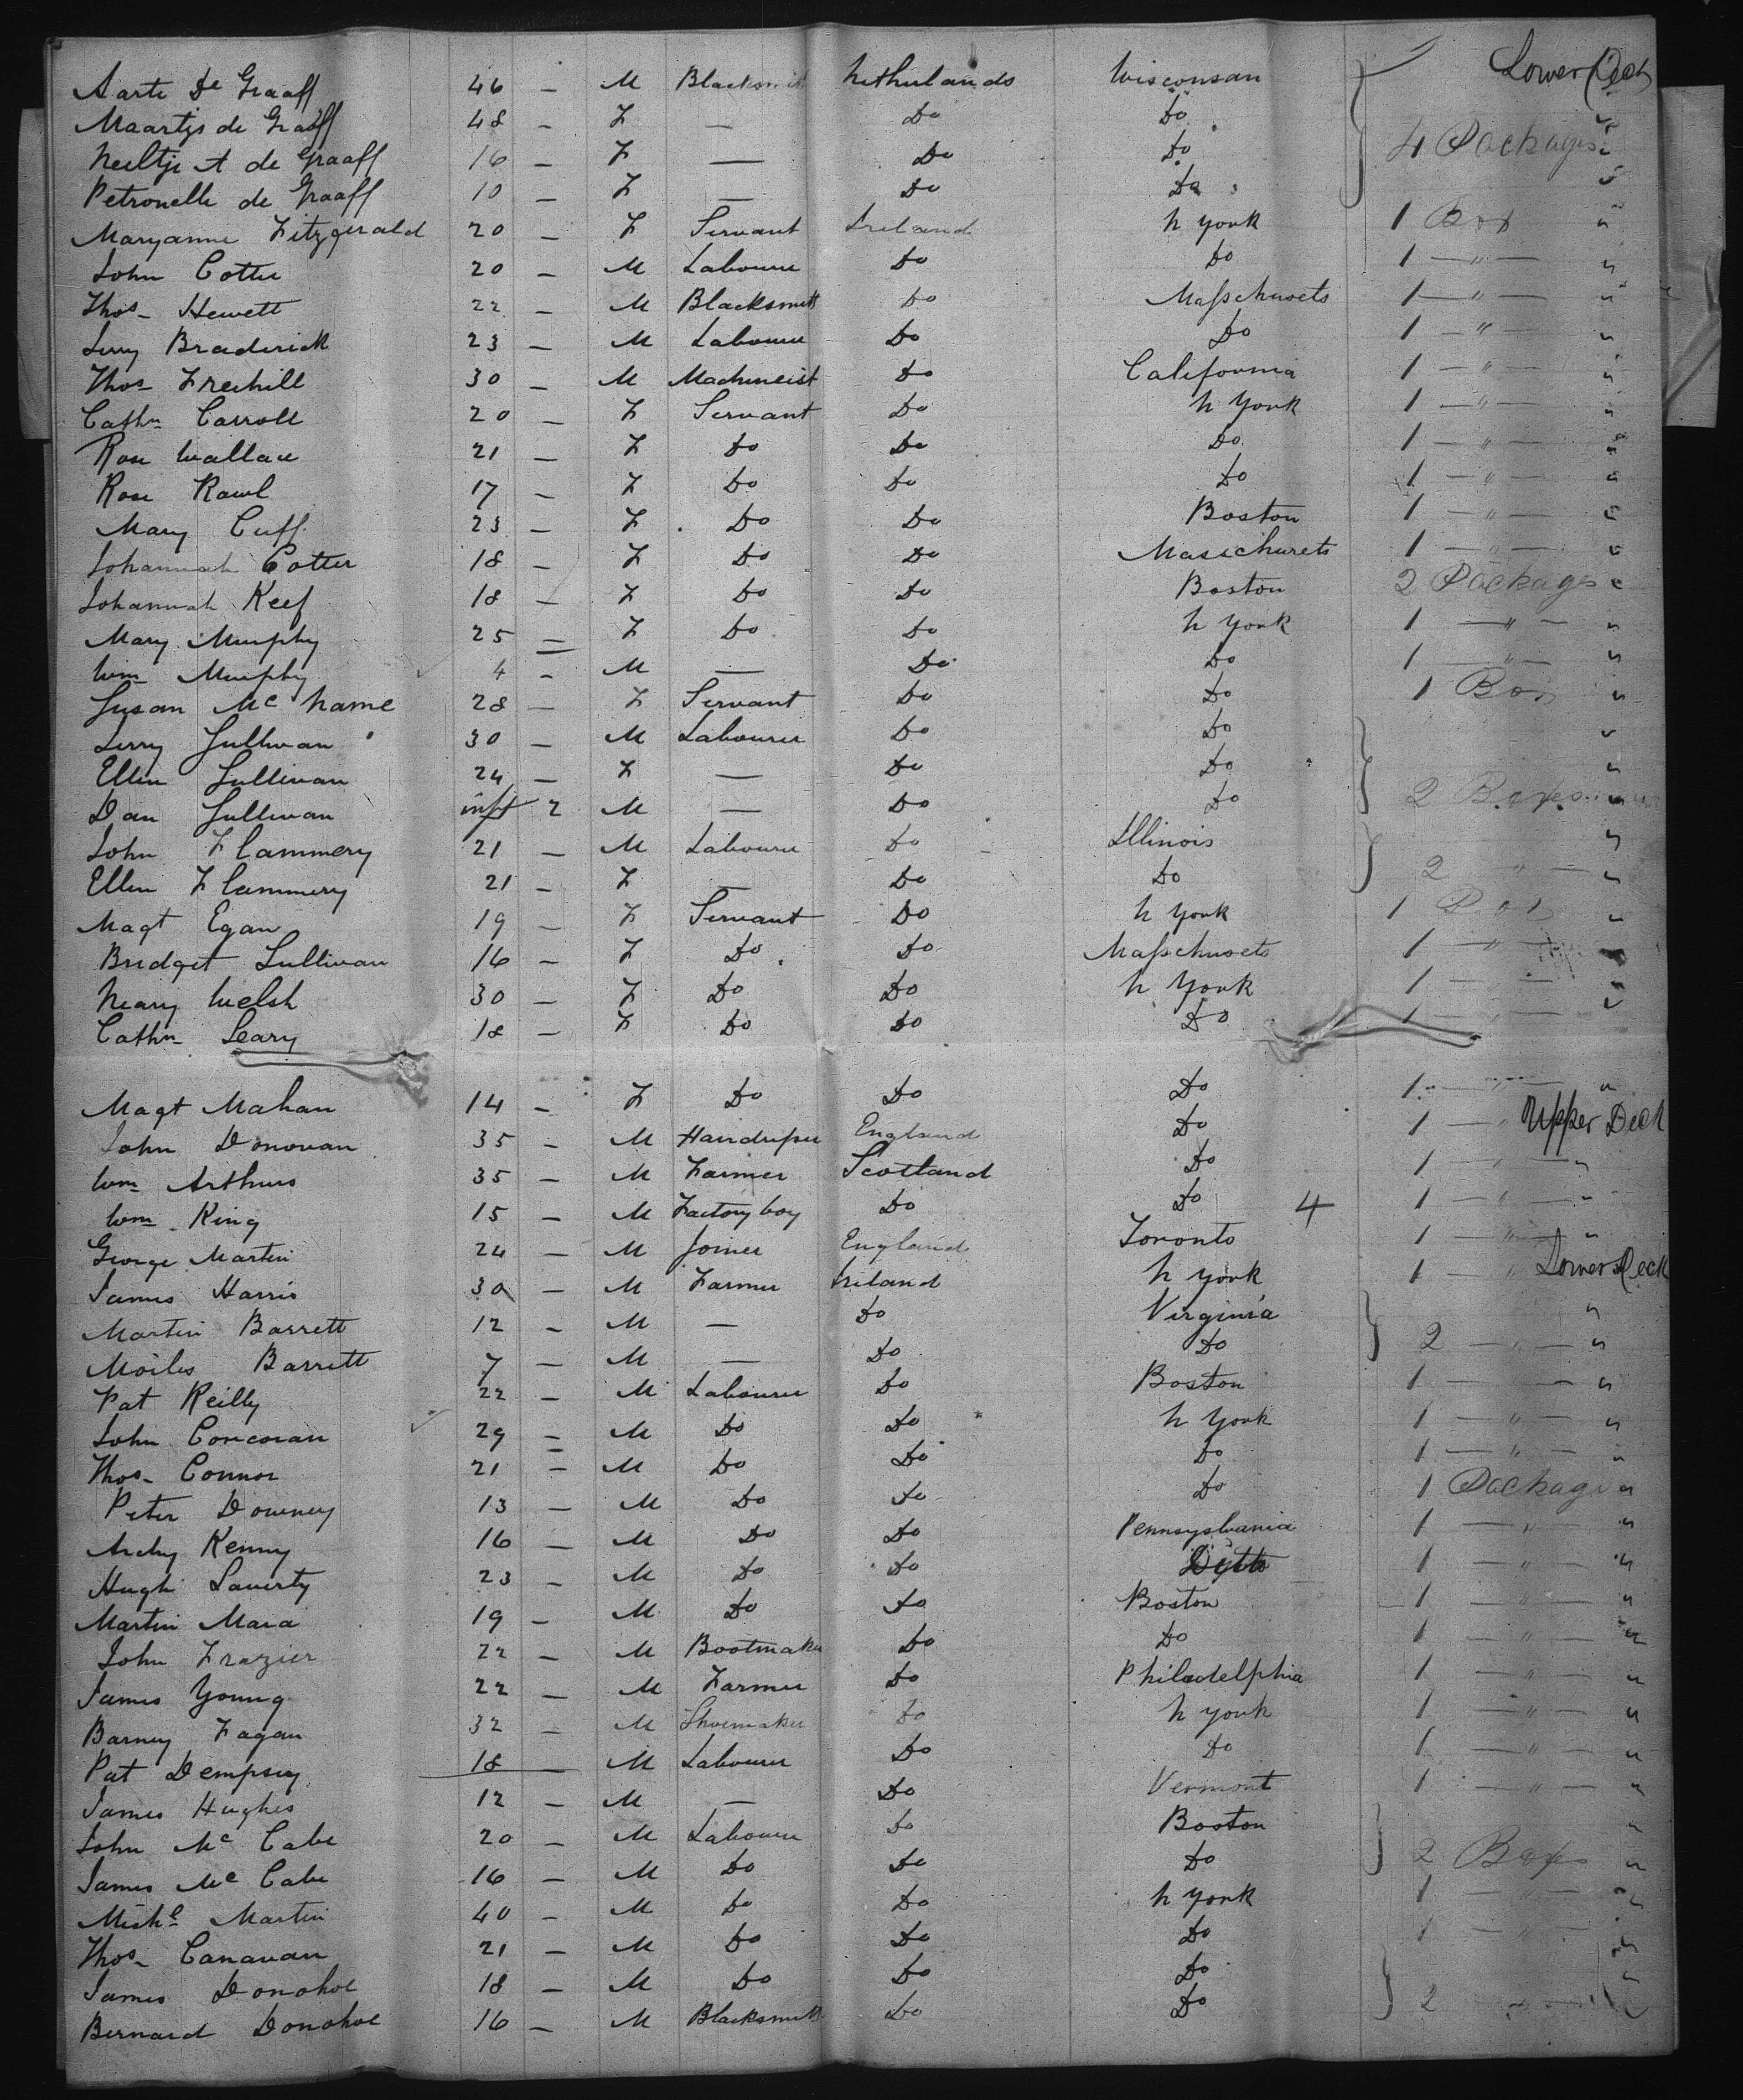 Aarte De Graaff 46 — M Blacksmith Netherlands Wisconsan Lower Deck
Maartje de Graaff 48 — F — Do Do "
Neeltje A de Graaff 16 — F — Do Do 4 Packages "
Petronella de Graaff 10 — F — Do Do "
Maryanne Fitzgerald 20 — F Servant Ireland N York 1 Box "
John Cotter 20 — M Labourer Do Do 1 — " — "
Thos Hewett 22 — M Blacksmith Do Masschusets 1 — " — "
Jerry Braderick 23 — M Labourer Do Do 1 — " — "
Thos Freehill 30 — M Machineist Do California 1 — " — "
Cathn Carroll 20 — F Servant Do N York 1 — " — "
Rose Wallace 21 — F Do Do Do 1 — " — "
Rose Rawl 17 — F Do Do Do 1 — " — "
Mary Cuff 23 — F Do Do Boston 1 — " — "
Johannah Cotter 18 — F Do Do Masschusets 1 — " — "
Johannah Keef 18 — F Do Do Boston 2 Packages "
Mary Murphy 25 — F Do Do N York 1 — " — "
Wm Murphy 4 — M — Do Do 1 — " — "
Susan Mc Name 28 — F Servant Do Do 1 Box "
Jerry Sullivan 30 — M Labourer Do Do "
Ellen Sullivan 24 — F — Do Do "
Dan Sullivan inft 2 M — Do Do 2 Boxes "
John Flammery 21 — M Labourer Do Illinois "
Ellen Flammery 21 — F — Do Do 2 " — "
Magt Egan 19 — F Servant Do N York 1 Box "
Bridget Sullivan 16 — F Do Do Masschusets 1 — " —
Mary Welsh 30 — F Do Do N York 1 — " — "
Cathn Leary 18 — F Do Do Do 1 — " — "
Magt Mahan 14 — F Do Do Do 1 — " — "
John Donovan 35 — M Hairdresser England Do 1 — " Upper Deck
Wm Arthurs 35 — M Farmer Scotland Do 1 — " — "
Wm King 15 — M Factory boy Do Do 4 1 — " — "
George Martin 24 — M Joiner England Toronto 1 — " — "
James Harris 30 — M Farmer Ireland N York 1 — " Lower Deck
Martin Barrett 12 — M — Do Virginia "
Moiles Barrett 7 — M — Do Do 2 — " — "
Pat Reilly 22 — M Labourer Do Boston 1 — " — "
John Corcoran 29 — M Do Do N York 1 — " — "
Thos Connor 21 — M Do Do Do 1 — " — "
Peter Downey 13 — M Do Do Do 1 Package "
Archy Kenny 16 — M Do Do Pennsyslvania 1 — " — "
Hugh Laverty 23 — M Do Do Ditto 1 — " — "
Martin Mara 19 — M Do Do Boston 1 — " — "
John Frazier 22 — M Bootmaker Do Do 1 — " — "
James Young 22 — M Farmer Do Philadelphia 1 — " — "
Barney Fagan 32 — M Shoemaker Do N York 1 — " — "
Pat Dempsey 18 — M Labourer Do Do 1 — " — "
James Hughes 12 — M — Do Vermont 1 — " — "
John Mc Cabe 20 — M Labourer Do Boston "
James Mc Cabe 16 — M Do Do Do 2 Boxes "
Michl Martin 40 — M Do Do N York 1 — " — "
Thos Canavan 21 — M Do Do Do 1 — " — "
James Donohoe 18 — M Do Do Do "
Bernard Donohoe 16 — M Blacksmith Do Do 2 — " — "